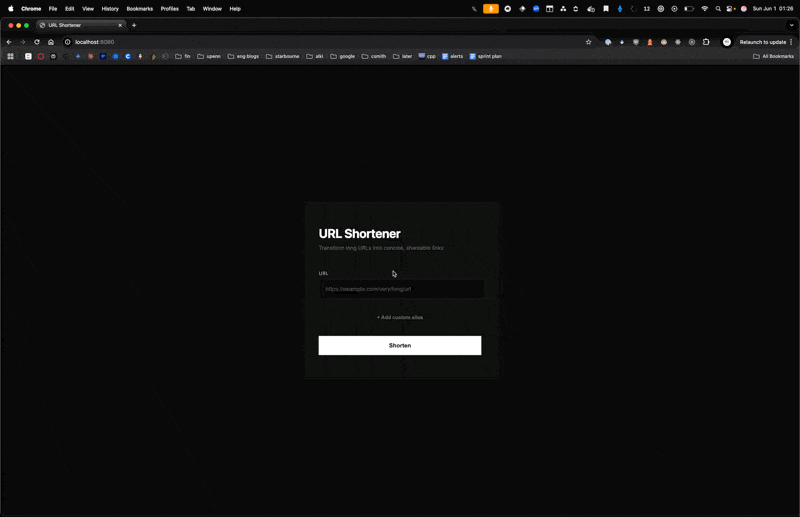 Chrome File Edit View History Bookmarks Profiles Tab Window Help 12 Sun Jun 1 01:26
URL Shortener
localhost:8080 Relaunch to update
fin upenn eng blogs starbourne alki google csmith later cpp alerts sprint plan All Bookmarks
URL Shortener
Transform long URLs into concise, shareable links
URL
https://example.com/very/long/url
+ Add custom alias
Shorten